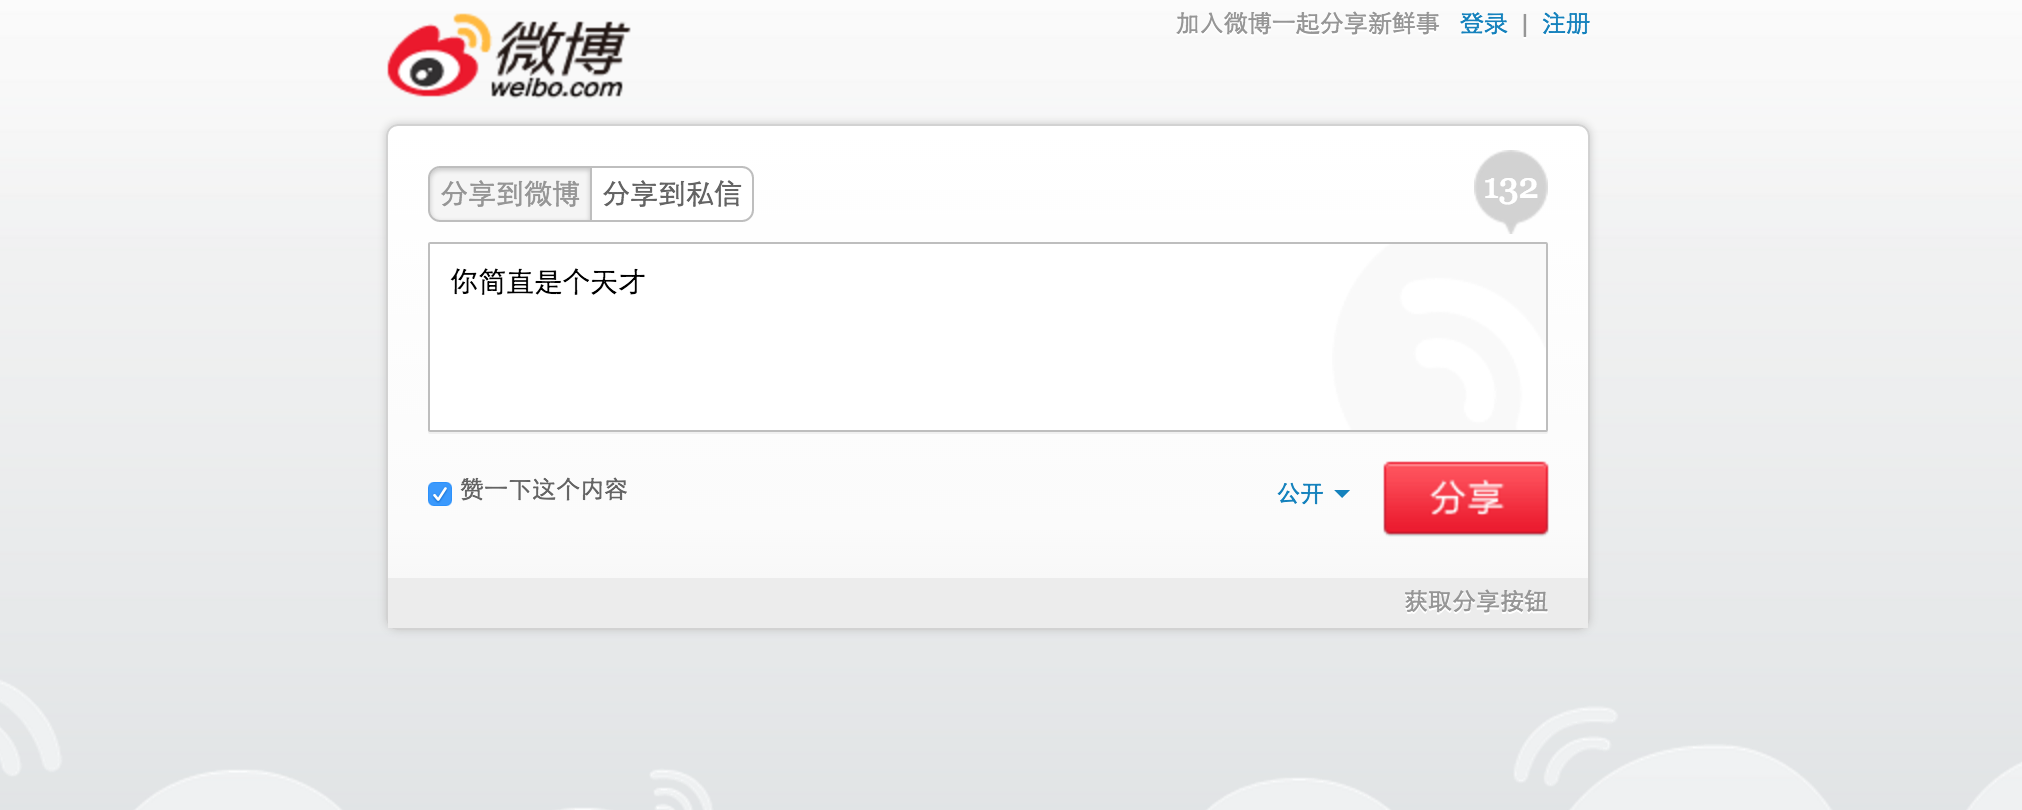 微博
weibo.com
加入微博一起分享新鲜事 登录 | 注册
分享到微博 分享到私信
132
你简直是个天才
赞一下这个内容
公开
分享
获取分享按钮